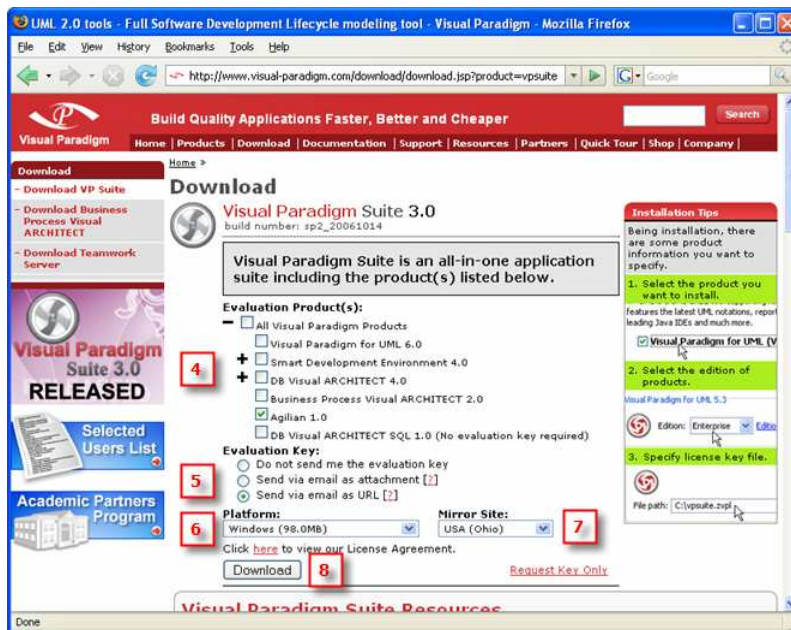 UML 2.0 tools - Full Software Development Lifecycle modeling tool - Visual Paradigm - Mozilla Firefox
File Edit View History Bookmarks Tools Help
http://www.visual-paradigm.com/download/download.jsp?product=vpsuite
G Google
Visual Paradigm
Build Quality Applications Faster, Better and Cheaper
Search
Home | Products | Download | Documentation | Support | Resources | Partners | Quick Tour | Shop | Company |
Download
- Download VP Suite
- Download Business Process Visual ARCHITECT
- Download Teamwork Server
Visual Paradigm
Suite 3.0
RELEASED
Selected
Users List
Academic Partners
Program
Home »
Download
Visual Paradigm Suite 3.0
build number: sp2_20061014
Visual Paradigm Suite is an all-in-one application
suite including the product(s) listed below.
Evaluation Product(s):
All Visual Paradigm Products
Visual Paradigm for UML 6.0
4
Smart Development Environment 4.0
DB Visual ARCHITECT 4.0
Business Process Visual ARCHITECT 2.0
Agilian 1.0
DB Visual ARCHITECT SQL 1.0 (No evaluation key required)
Evaluation Key:
Do not send me the evaluation key
5
Send via email as attachment [?]
Send via email as URL [?]
6
Platform:
Windows (98.0MB)
Mirror Site:
USA (Ohio)
7
Click here to view our License Agreement.
Download
8
Request Key Only
Visual Paradigm Suite Resources
Installation Tips
Being installation, there
are some product
information you want to
specify.
1. Select the product you
want to install.
features the latest UML notations, repor
leading Java IDEs and much more.
Visual Paradigm for UML (V
2. Select the edition of
products.
Visual Paradigm for UML 5.3
Edition: Enterprise Editio
3. Specify license key file.
File path: C:\vpsuite.zvpl
Done